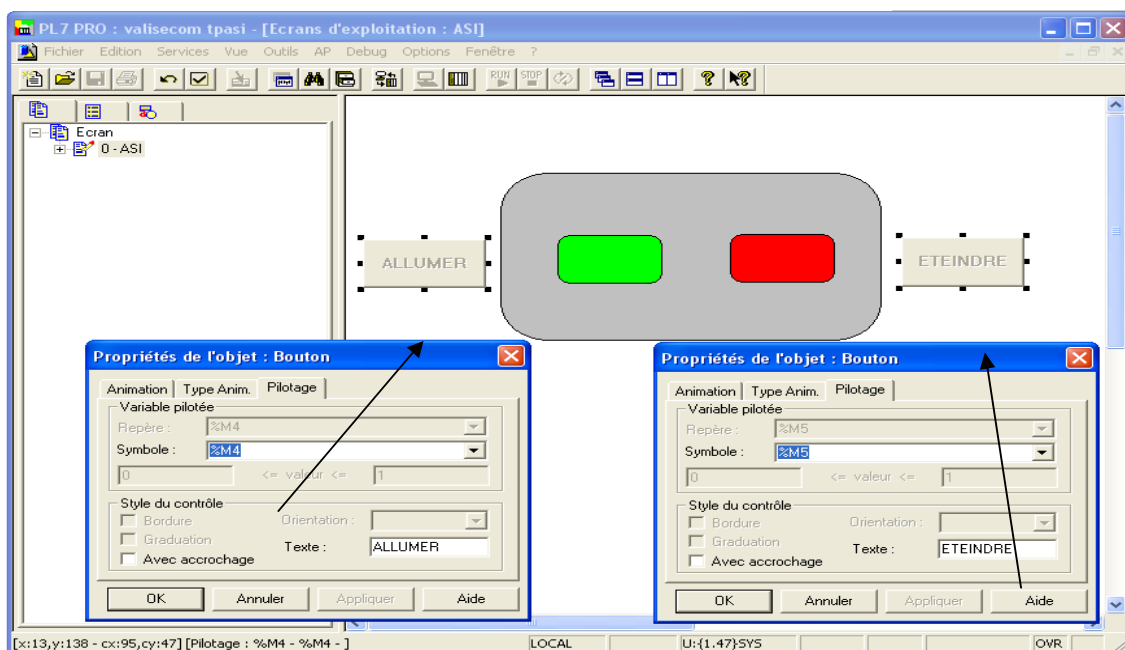 PL7 PRO : valisecom tpasi - [Ecrans d'exploitation : ASI]
Fichier Edition Services Vue Outils AP Debug Options Fenêtre ?
RUN STOP
Ecran
0 - ASI
ALLUMER
ETEINDRE
Propriétés de l'objet : Bouton
Animation Type Anim. Pilotage
Variable pilotée
Repère : %M4
Symbole : %M4
0 <= valeur <= 1
Style du contrôle
Bordure Orientation :
Graduation
Texte : ALLUMER
Avec accrochage
OK Annuler Appliquer Aide
Propriétés de l'objet : Bouton
Animation Type Anim. Pilotage
Variable pilotée
Repère : %M5
Symbole : %M5
0 <= valeur <= 1
Style du contrôle
Bordure Orientation :
Graduation
Texte : ETEINDRE
Avec accrochage
OK Annuler Appliquer Aide
[x:13,y:138 - cx:95,cy:47] [Pilotage : %M4 - %M4 - ] LOCAL U:{1.47}SYS OVR